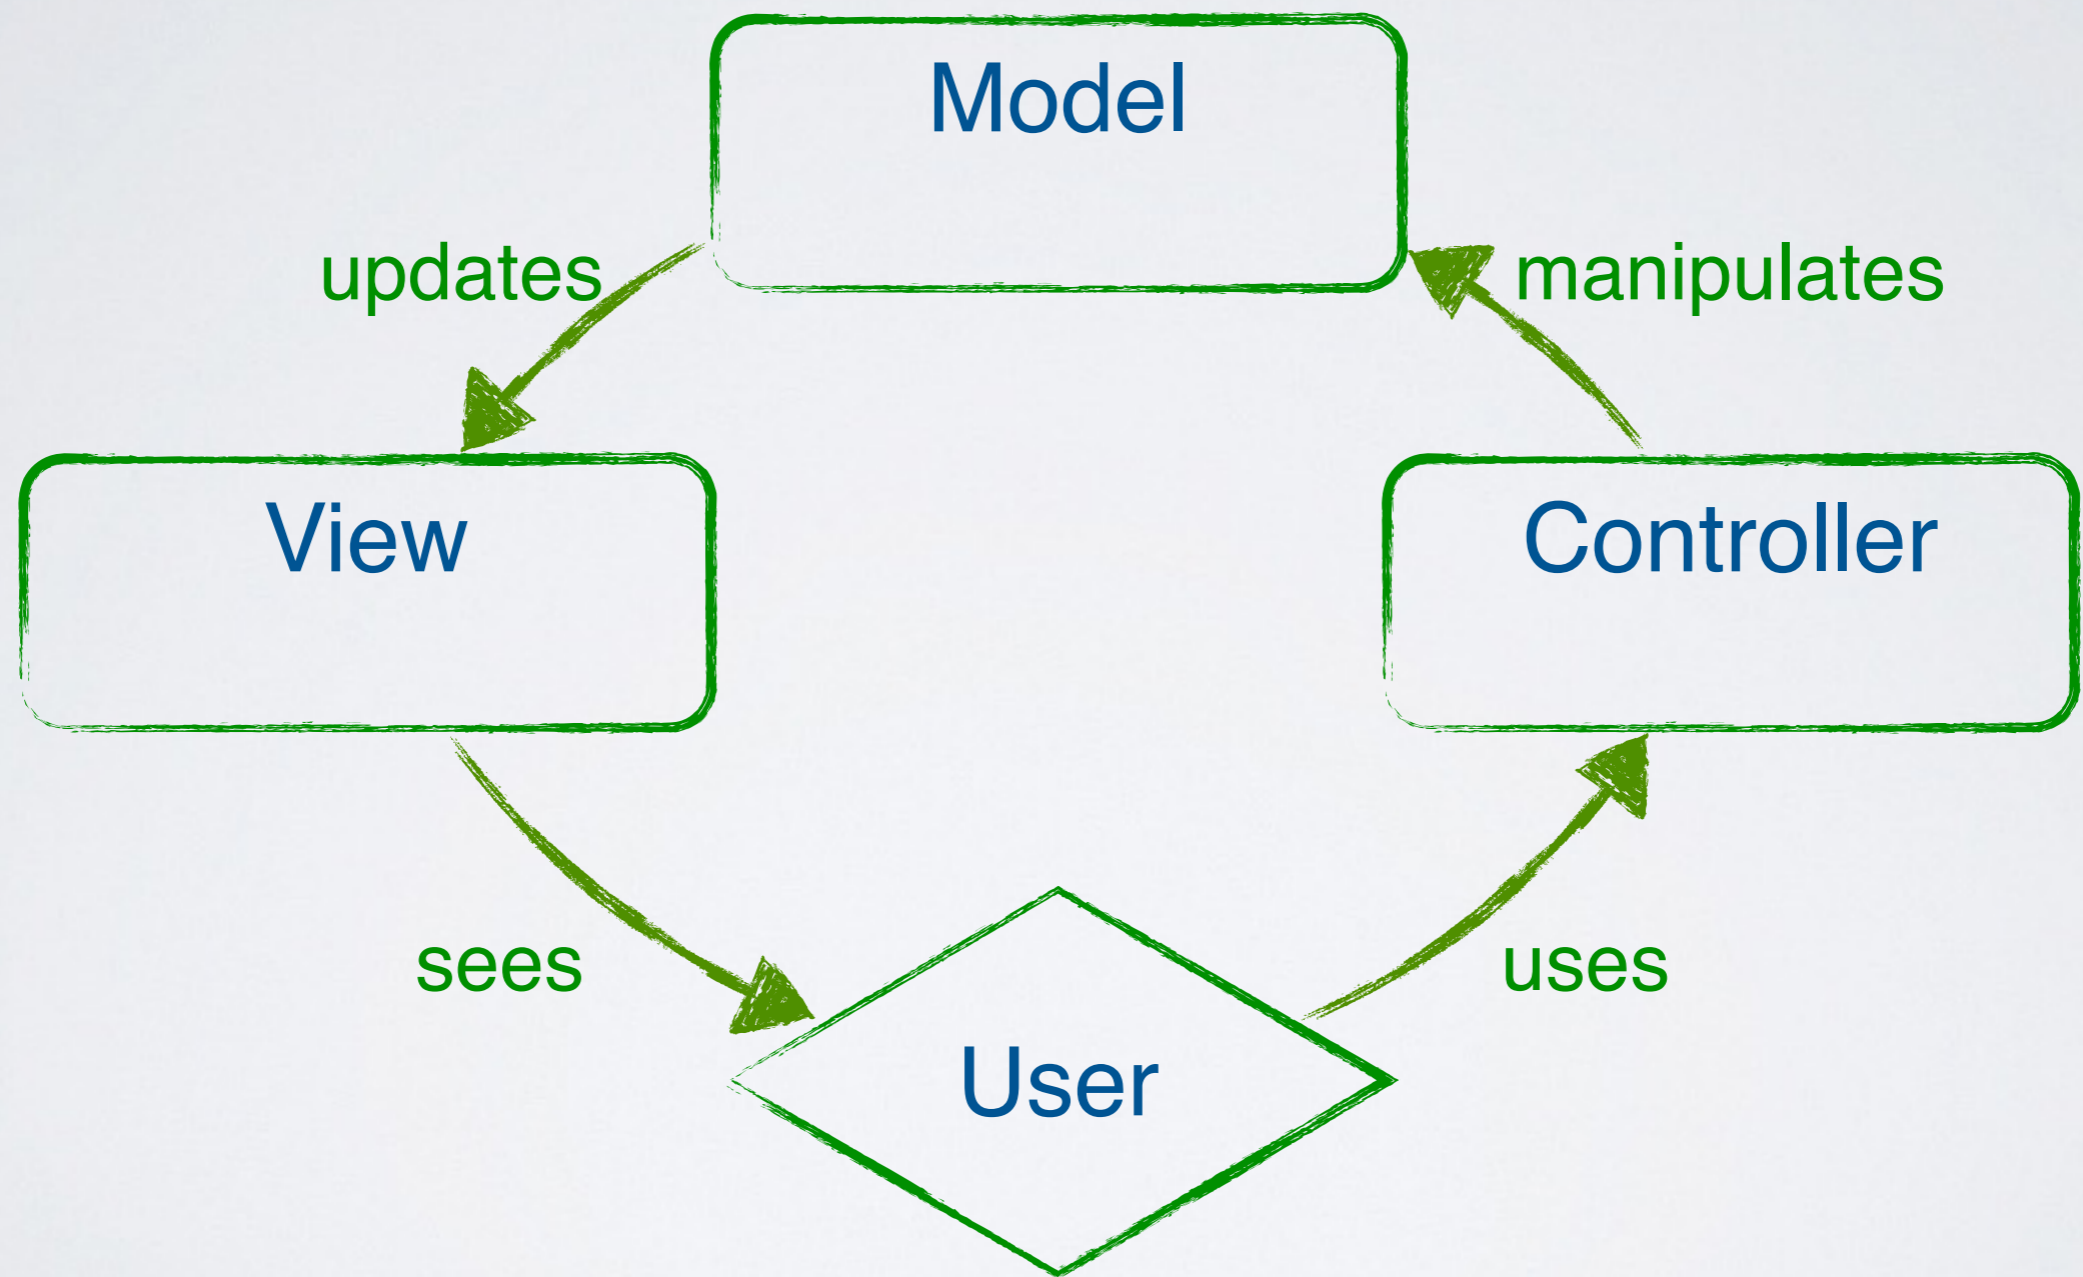 Model
updates
manipulates
View
Controller
sees
uses
User